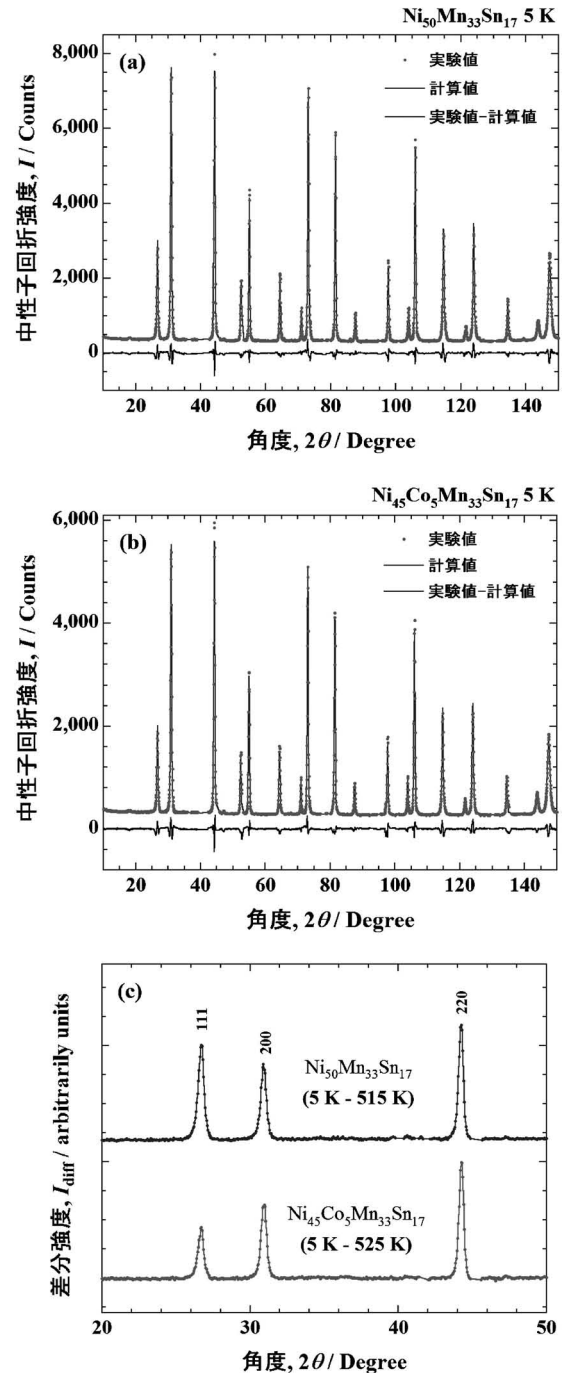 Ni50Mn33Sn17 5 K
(a)
実験値
計算値
実験値−計算値
8,000
6,000
4,000
2,000
0
中性子回折強度, I / Counts
20 40 60 80 100 120 140
角度, 2θ / Degree
Ni45Co5Mn33Sn17 5 K
(b)
実験値
計算値
実験値−計算値
6,000
4,000
2,000
0
中性子回折強度, I / Counts
20 40 60 80 100 120 140
角度, 2θ / Degree
(c)
111
200
220
Ni50Mn33Sn17
(5 K - 515 K)
Ni45Co5Mn33Sn17
(5 K - 525 K)
差分強度, Idiff / arbitrarily units
20 30 40 50
角度, 2θ / Degree